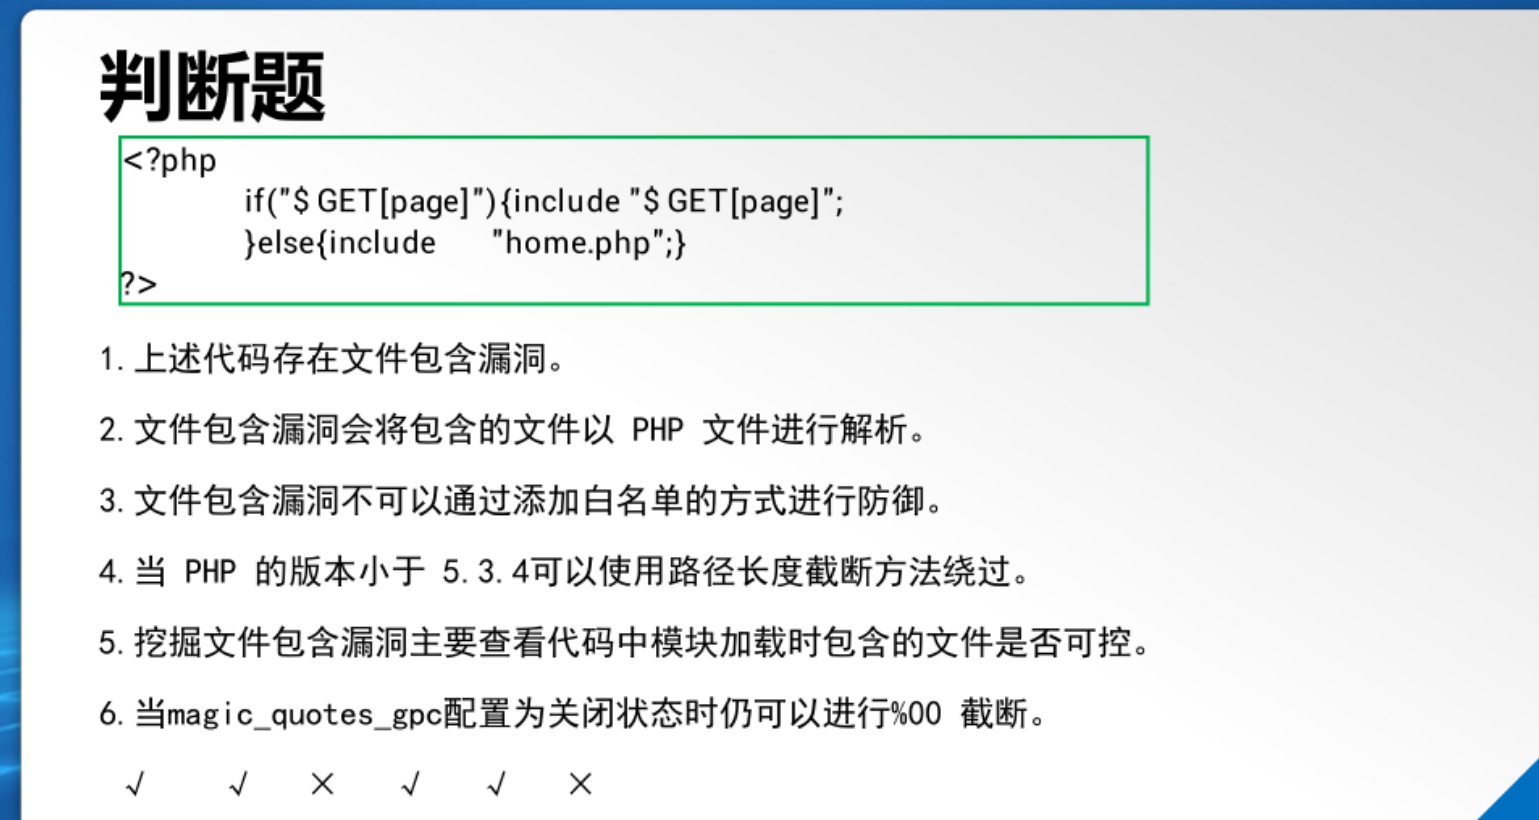 判断题
<?php
if("$ GET[page]"){include "$ GET[page]";
}else{include "home.php";}
?>
1.上述代码存在文件包含漏洞。
2.文件包含漏洞会将包含的文件以 PHP 文件进行解析。
3.文件包含漏洞不可以通过添加白名单的方式进行防御。
4.当 PHP 的版本小于 5.3.4可以使用路径长度截断方法绕过。
5.挖掘文件包含漏洞主要查看代码中模块加载时包含的文件是否可控。
6.当magic_quotes_gpc配置为关闭状态时仍可以进行%00 截断。
√ √ × √ √ ×